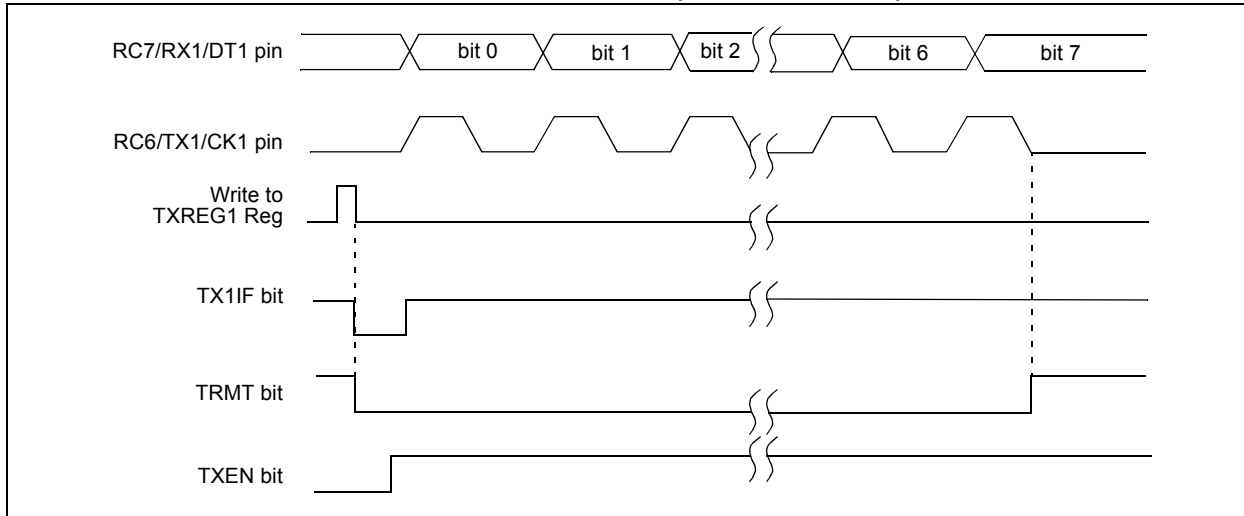 RC7/RX1/DT1 pin
bit 0
bit 1
bit 2
bit 6
bit 7
RC6/TX1/CK1 pin
Write to
TXREG1 Reg
TX1IF bit
TRMT bit
TXEN bit